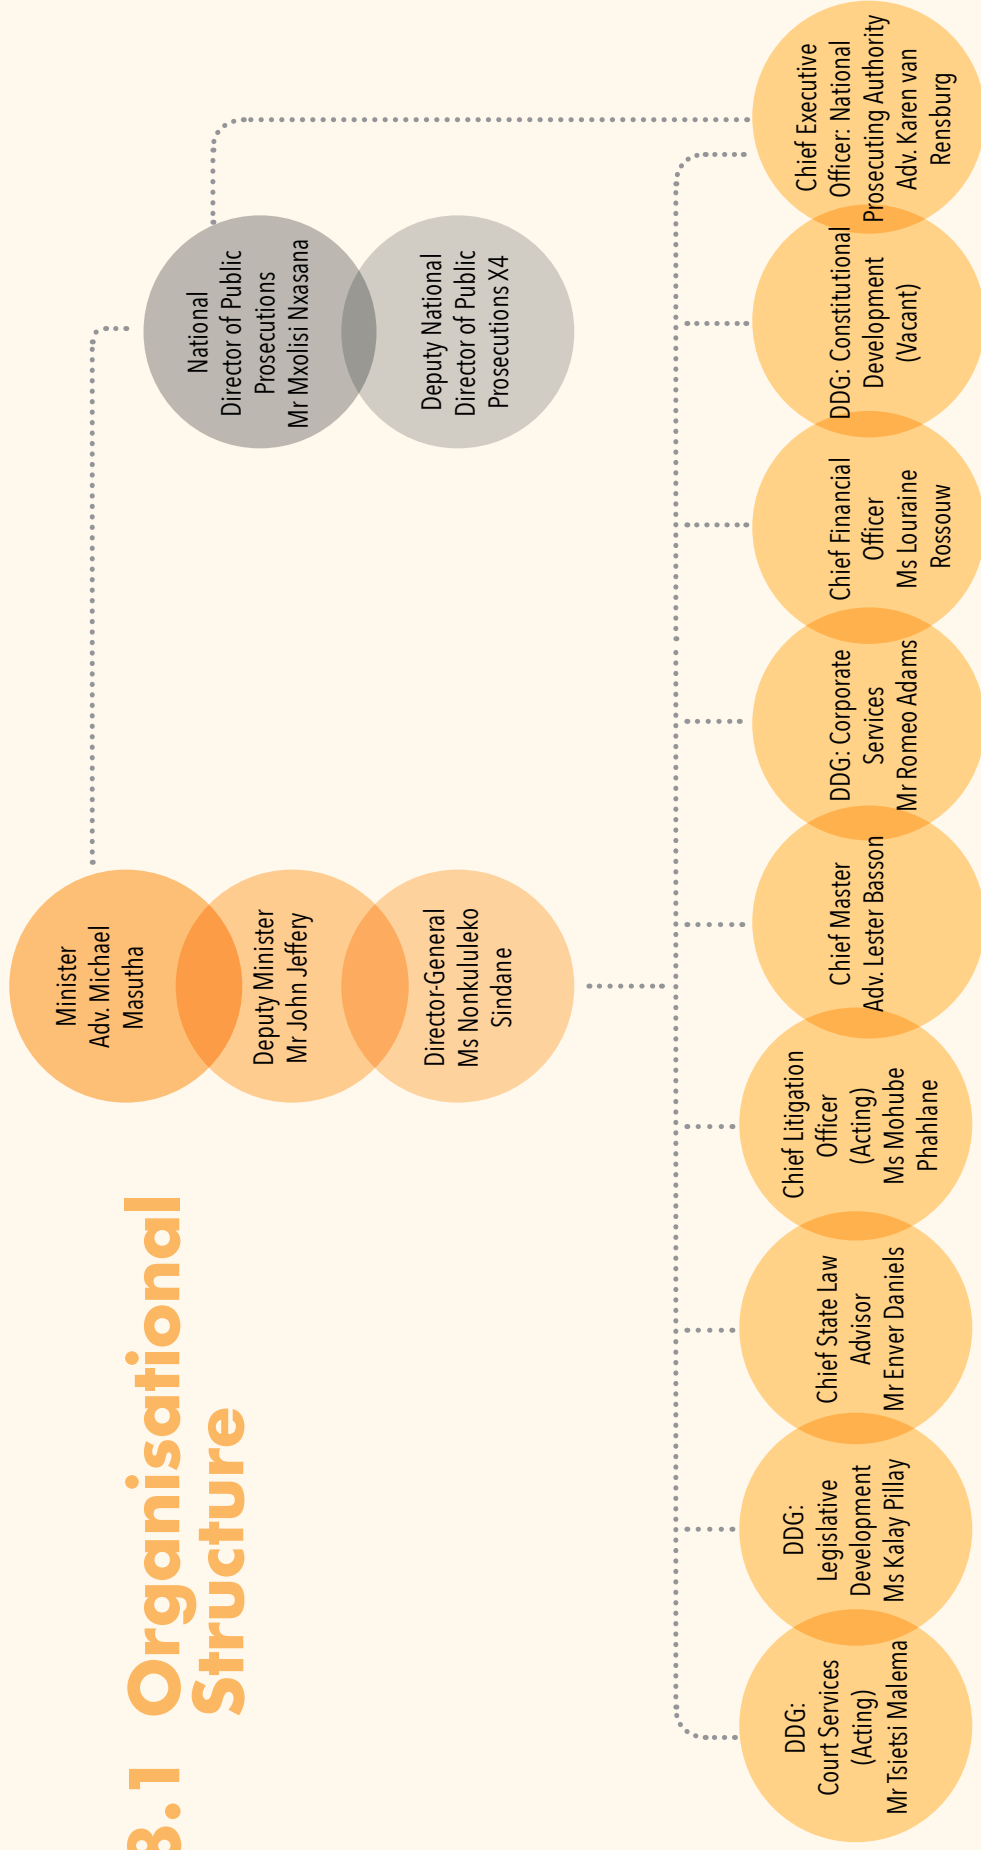 3.1 Organisational
Structure
Minister
Adv. Michael
Masutha
Deputy Minister
Mr John Jeffery
Director-General
Ms Nonkululeko
Sindane
National
Director of Public
Prosecutions
Mr Mxolisi Nxasana
Deputy National
Director of Public
Prosecutions X4
DDG:
Court Services
(Acting)
Mr Tsietsi Malema
DDG:
Legislative
Development
Ms Kalay Pillay
Chief State Law
Advisor
Mr Enver Daniels
Chief Litigation
Officer
(Acting)
Ms Mohube
Phahlane
Chief Master
Adv. Lester Basson
DDG: Corporate
Services
Mr Romeo Adams
Chief Financial
Officer
Ms Louraine
Rossouw
DDG: Constitutional
Development
(Vacant)
Chief Executive
Officer: National
Prosecuting Authority
Adv. Karen van
Rensburg